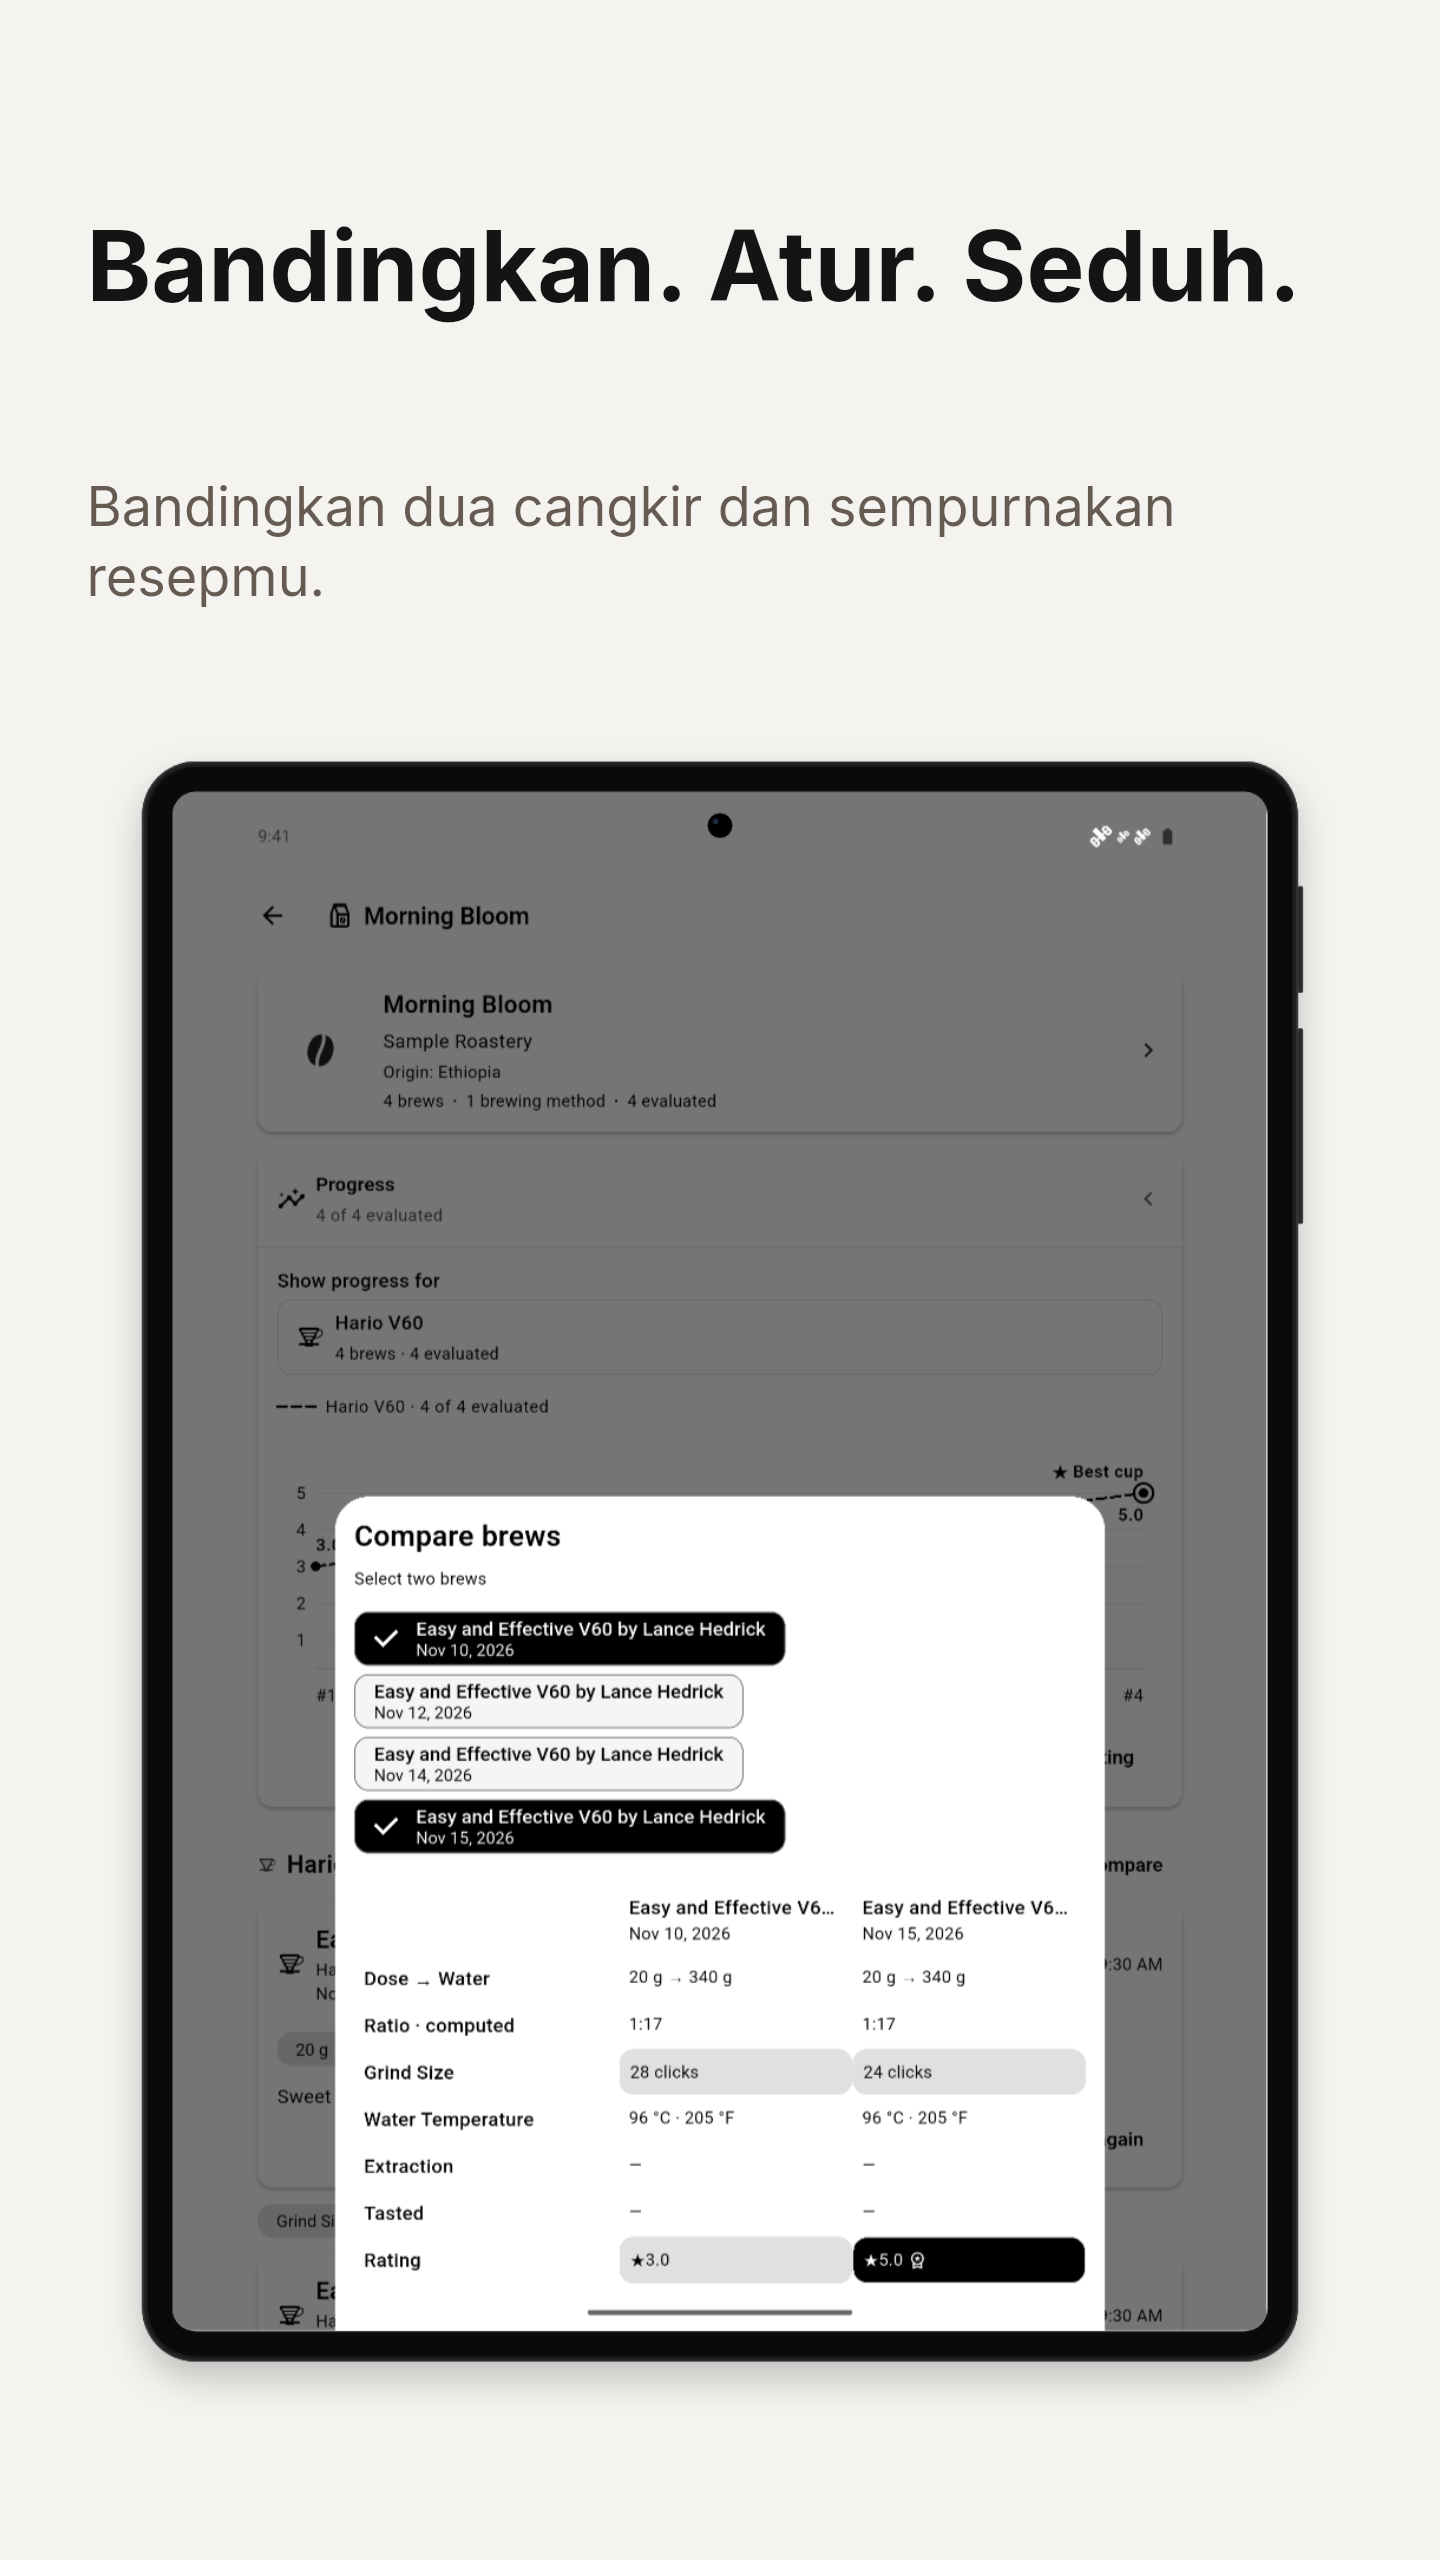 Bandingkan. Atur. Seduh.
Bandingkan dua cangkir dan sempurnakan
resepmu.
9:41
Morning Bloom
Morning Bloom
Sample Roastery
Origin: Ethiopia
4 brews · 1 brewing method · 4 evaluated
Progress
4 of 4 evaluated
Show progress for
Hario V60
4 brews · 4 evaluated
Hario V60 · 4 of 4 evaluated
★ Best cup
5
5.0
4
3
2
1
#1
#4
Compare brews
Select two brews
Easy and Effective V60 by Lance Hedrick
Nov 10, 2026
Easy and Effective V60 by Lance Hedrick
Nov 12, 2026
Easy and Effective V60 by Lance Hedrick
Nov 14, 2026
Easy and Effective V60 by Lance Hedrick
Nov 15, 2026
Easy and Effective V6... Easy and Effective V6...
Nov 10, 2026 Nov 15, 2026
Dose → Water 20 g → 340 g 20 g → 340 g
Ratio · computed 1:17 1:17
Grind Size 28 clicks 24 clicks
Water Temperature 96 °C · 205 °F 96 °C · 205 °F
Extraction – –
Tasted – –
Rating ★3.0 ★5.0
20 g
Sweet
:30 AM
Grind
:30 AM